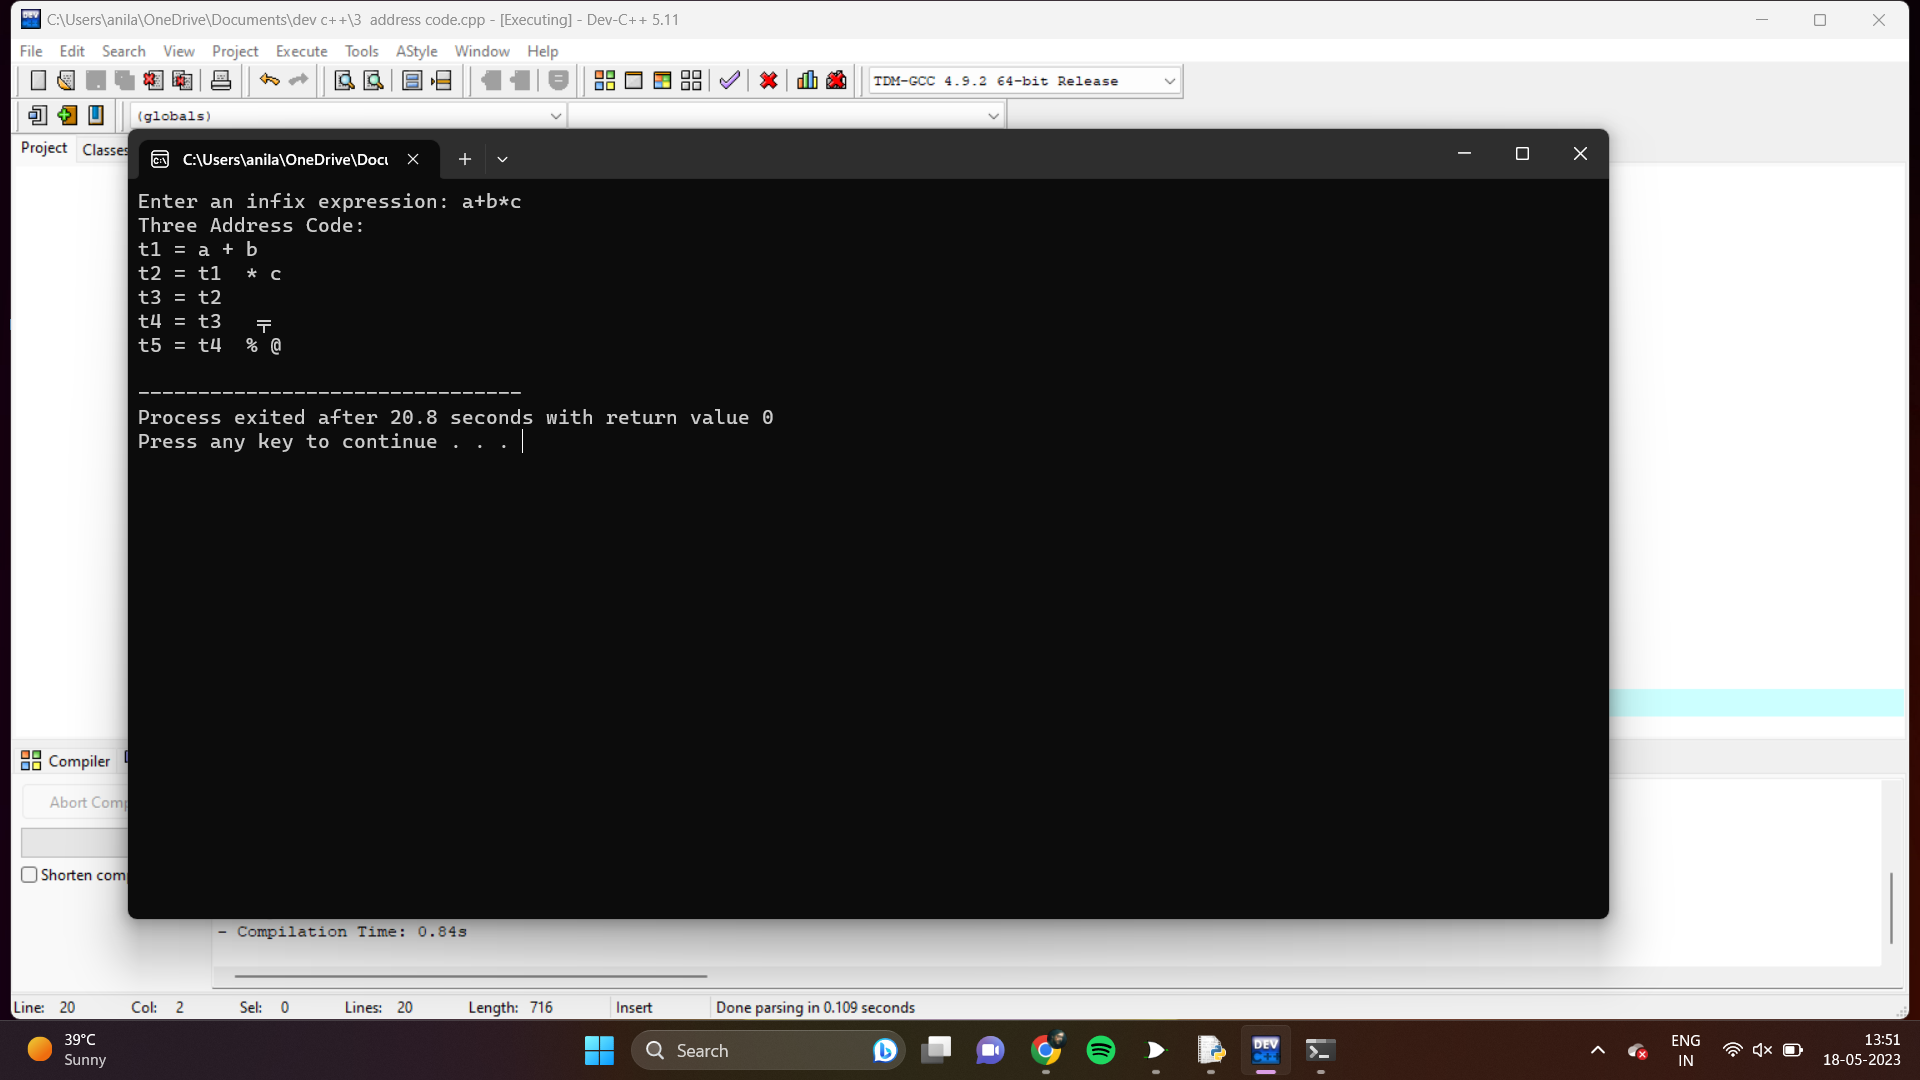 C:\Users\anila\OneDrive\Documents\dev c++\3  address code.cpp - [Executing] - Dev-C++ 5.11
File Edit Search View Project Execute Tools AStyle Window Help
TDM-GCC 4.9.2 64-bit Release
(globals)
Project Classes
C:\Users\anila\OneDrive\Docu
Enter an infix expression: a+b*c
Three Address Code:
t1 = a + b
t2 = t1  * c
t3 = t2
t4 = t3   ╤
t5 = t4  % @
--------------------------------
Process exited after 20.8 seconds with return value 0
Press any key to continue . . .
Compiler
Abort Comp
Shorten comp
- Compilation Time: 0.84s
Line: 20 Col: 2 Sel: 0 Lines: 20 Length: 716 Insert Done parsing in 0.109 seconds
39°C
Sunny
Search
DEV C++
ENG
IN
13:51
18-05-2023